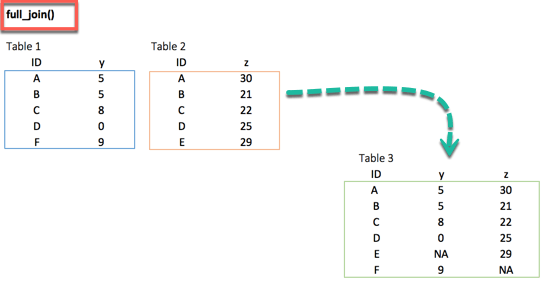 full_join()
Table 1
ID y
A 5
B 5
C 8
D 0
F 9
Table 2
ID z
A 30
B 21
C 22
D 25
E 29
Table 3
ID y z
A 5 30
B 5 21
C 8 22
D 0 25
E NA 29
F 9 NA